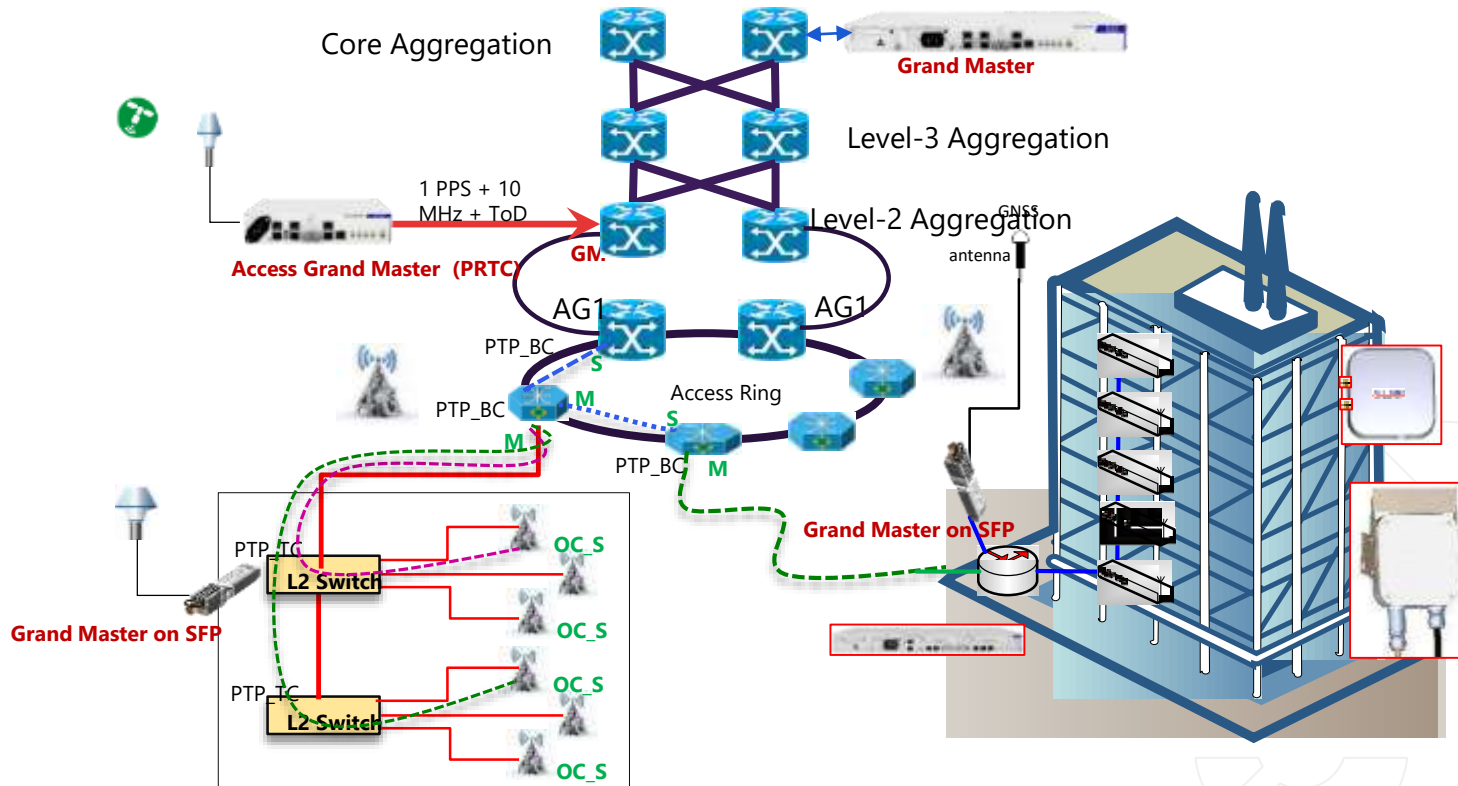 Core Aggregation
Grand Master
Level-3 Aggregation
1 PPS + 10
MHz + ToD
Level-2 Aggregation
GNSS
antenna
GM
Access Grand Master (PRTC)
AG1
AG1
PTP_BC
S
Access Ring
M
PTP_BC
S
M
PTP_BC
M
Grand Master on SFP
PTP_TC
L2 Switch
OC_S
OC_S
Grand Master on SFP
PTP_TC
L2 Switch
OC_S
OC_S